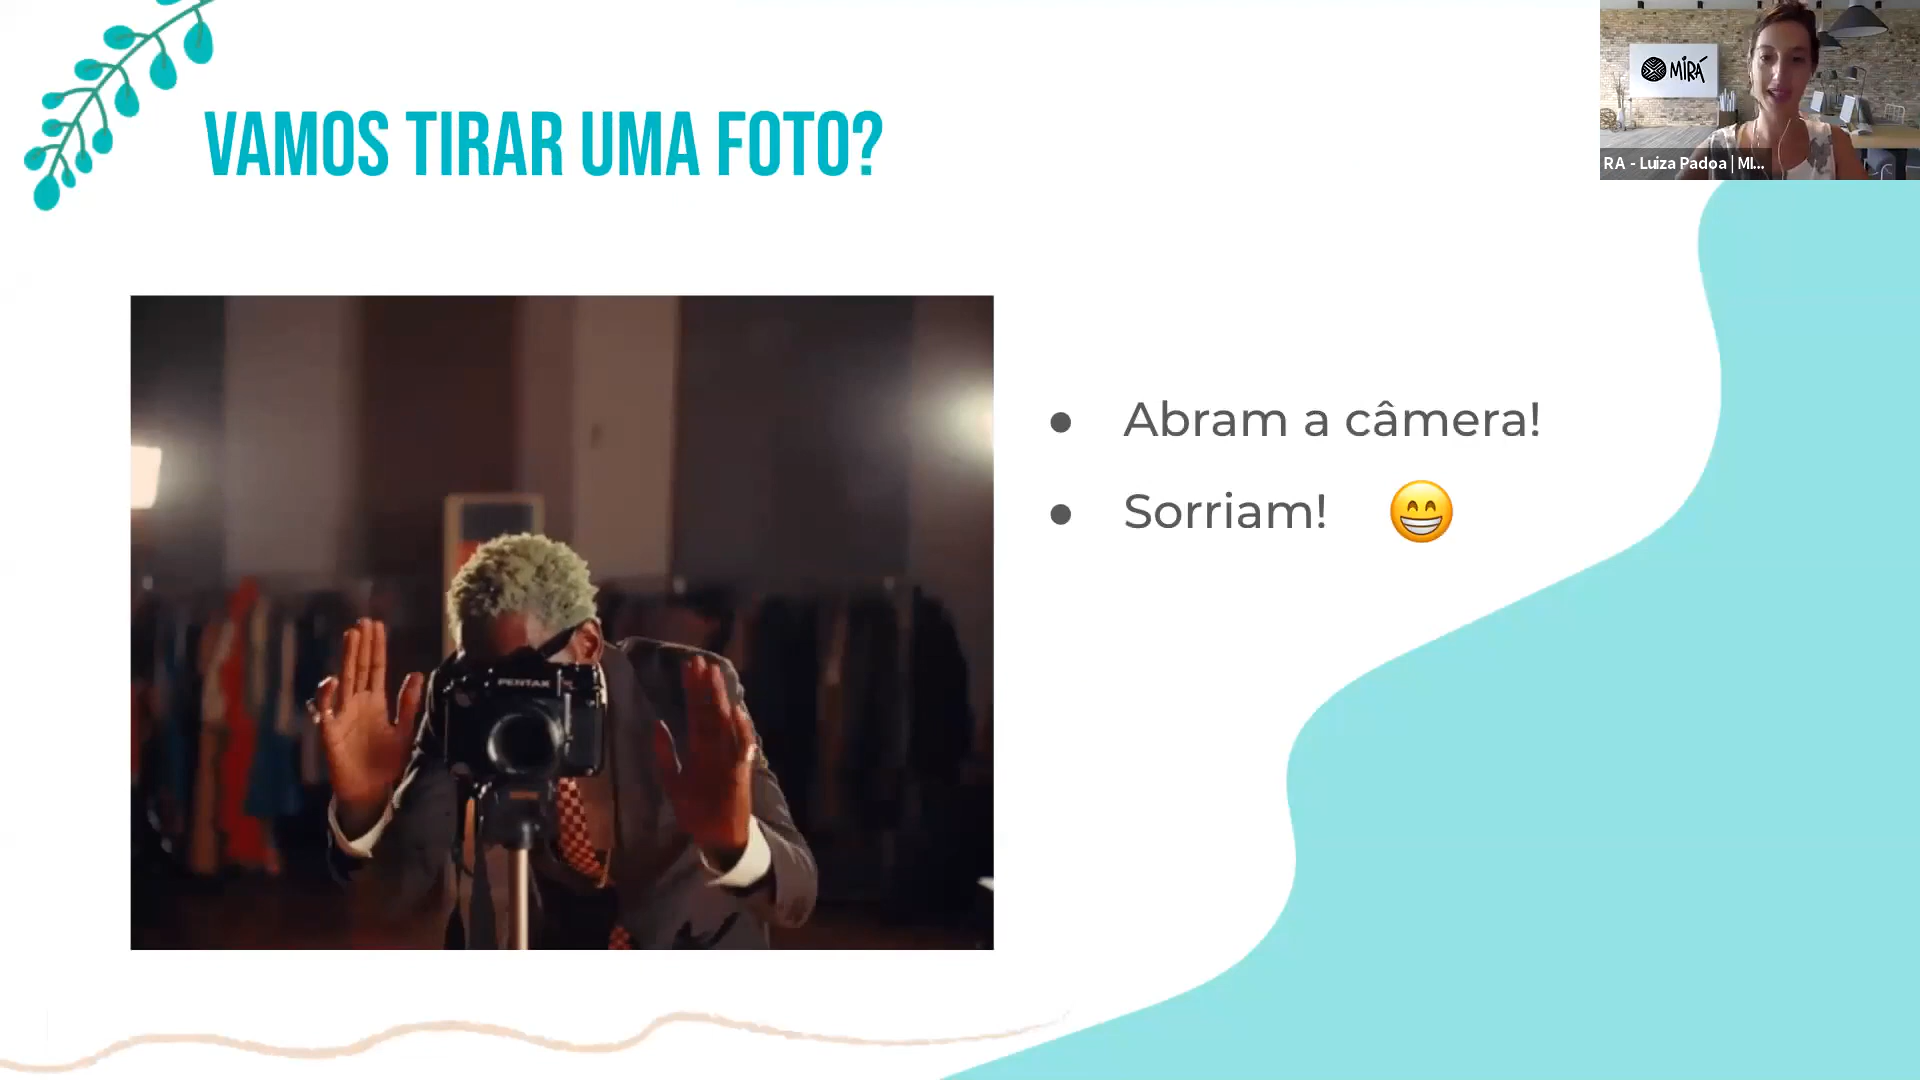 VAMOS TIRAR UMA FOTO?
MIRÁ
RA - Luiza Padoa | MI...
Abram a câmera!
Sorriam!
PENTAX